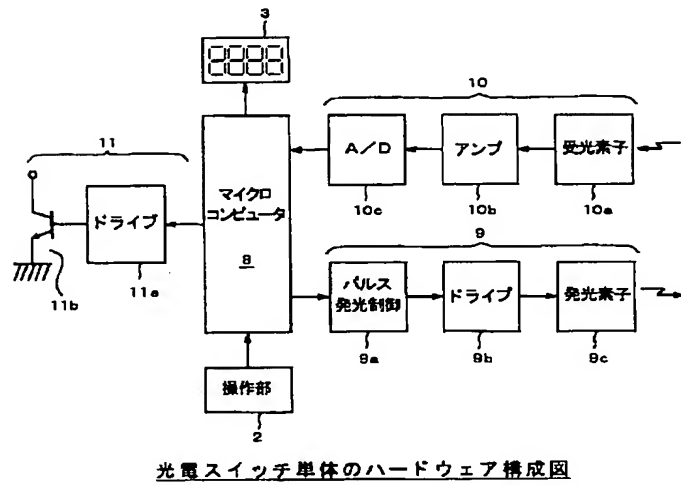 3
8888
10
A/D
アンプ
受光素子
10c
10b
10a
11
ドライブ
11a
11b
マイクロ
コンピュータ
8
9
パルス
発光制御
ドライブ
発光素子
9a
9b
9c
操作部
2
光電スイッチ単体のハードウェア構成図